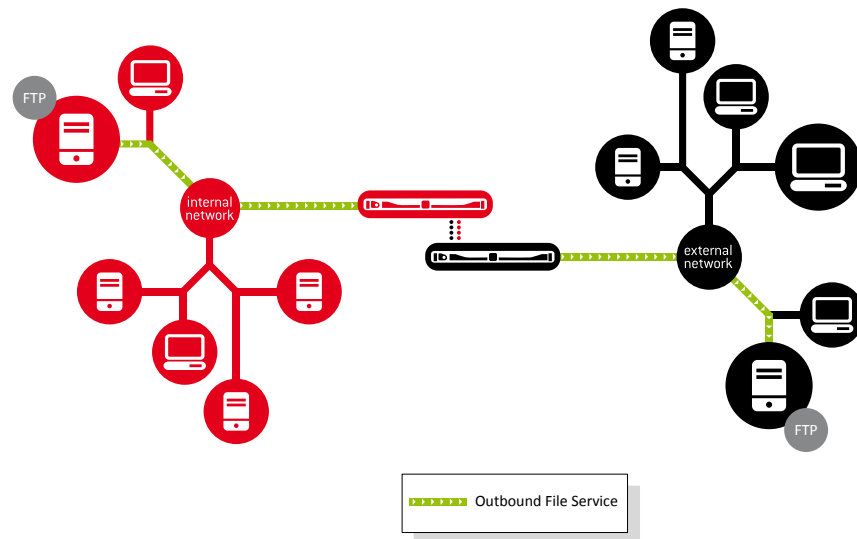 FTP
internal
network
external
network
FTP
Outbound File Service